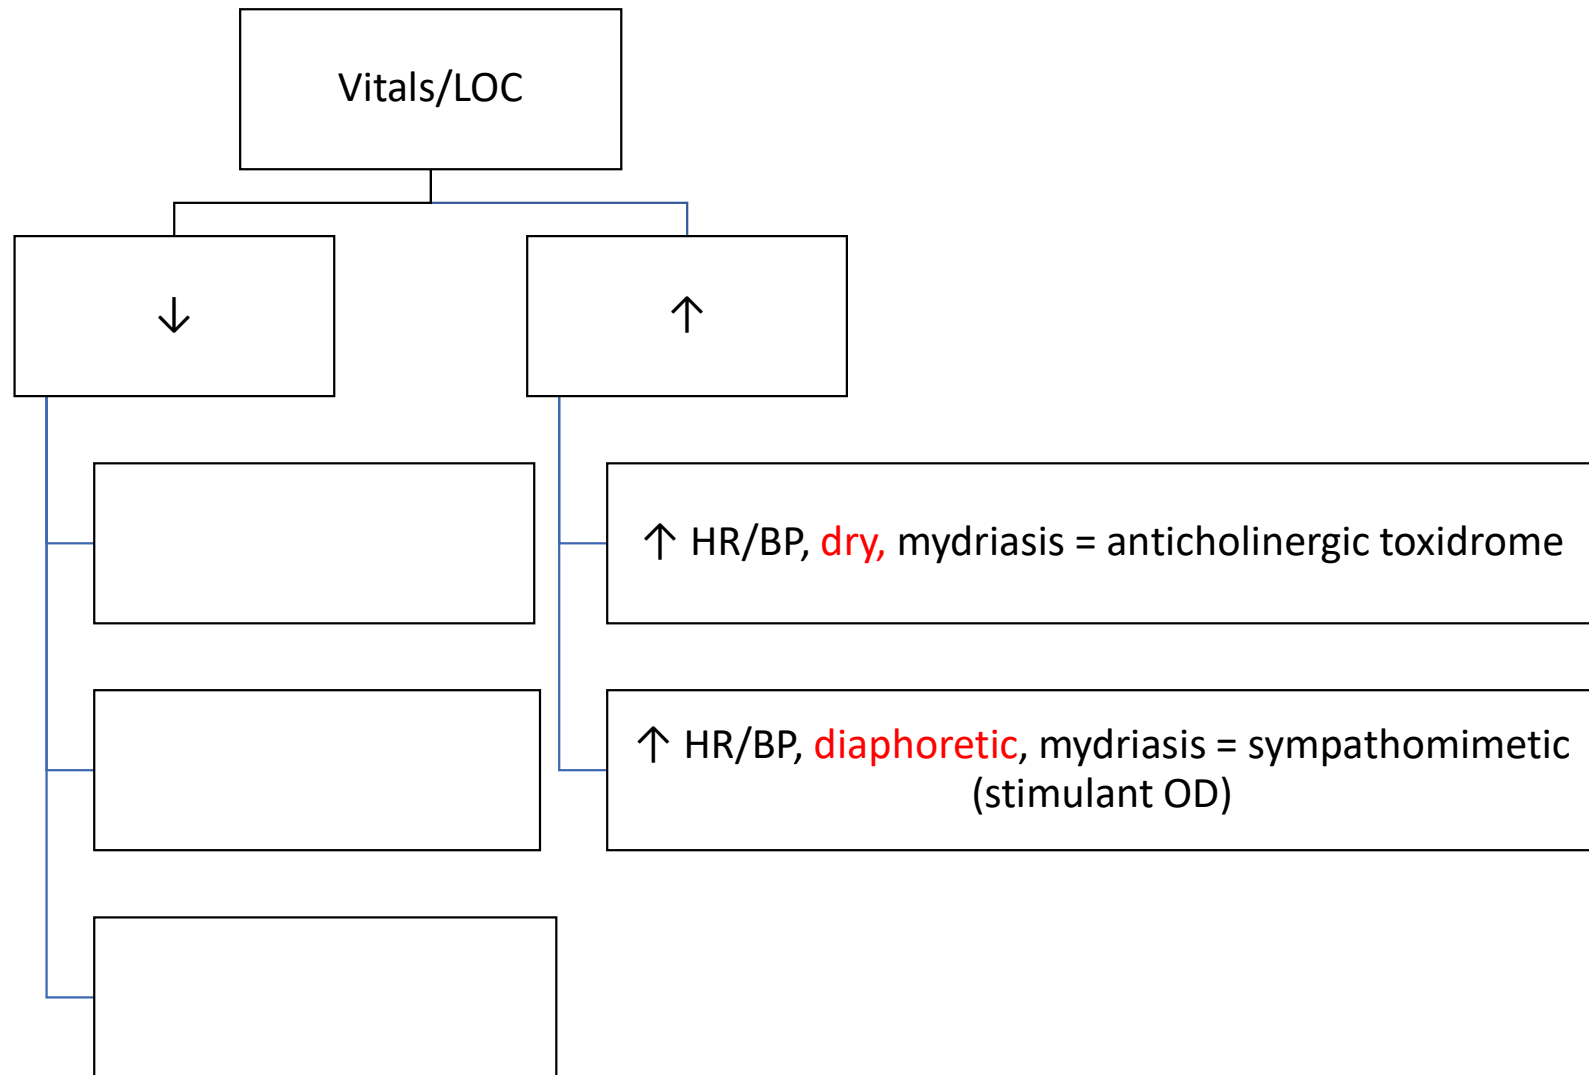 Vitals/LOC
↓
↑
↑ HR/BP, dry, mydriasis = anticholinergic toxidrome
↑ HR/BP, diaphoretic, mydriasis = sympathomimetic
(stimulant OD)